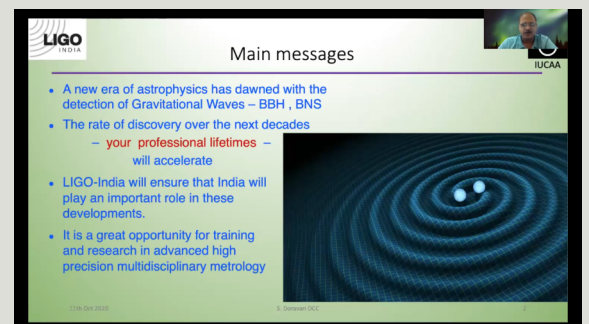 LIGO
INDIA
Main messages
IUCAA
• A new era of astrophysics has dawned with the
detection of Gravitational Waves – BBH , BNS
• The rate of discovery over the next decades
– your professional lifetimes –
will accelerate
• LIGO-India will ensure that India will
play an important role in these
developments.
• It is a great opportunity for training
and research in advanced high
precision multidisciplinary metrology
Oct 2020
DCC
2